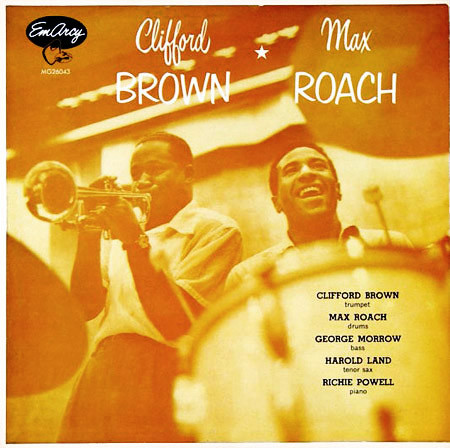 EmArcy
MG26043
Clifford ★ Max
BROWN ROACH
CLIFFORD BROWN
trumpet
MAX ROACH
drums
GEORGE MORROW
bass
HAROLD LAND
tenor sax
RICHIE POWELL
piano